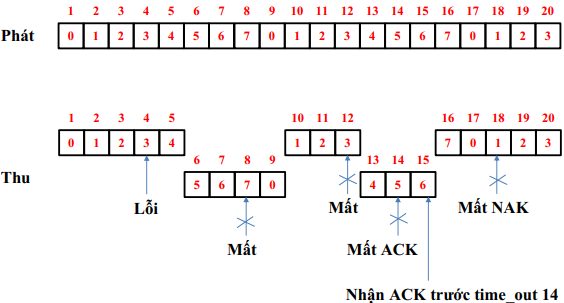 1 2 3 4 5 6 7 8 9 10 11 12 13 14 15 16 17 18 19 20
Phát 0 1 2 3 4 5 6 7 0 1 2 3 4 5 6 7 0 1 2 3
1 2 3 4 5 10 11 12 16 17 18 19 20
0 1 2 3 4 1 2 3 7 0 1 2 3
6 7 8 9 13 14 15
Thu 5 6 7 0 4 5 6
Lỗi Mất Mất NAK
Mất Mất ACK
Nhận ACK trước time_out 14